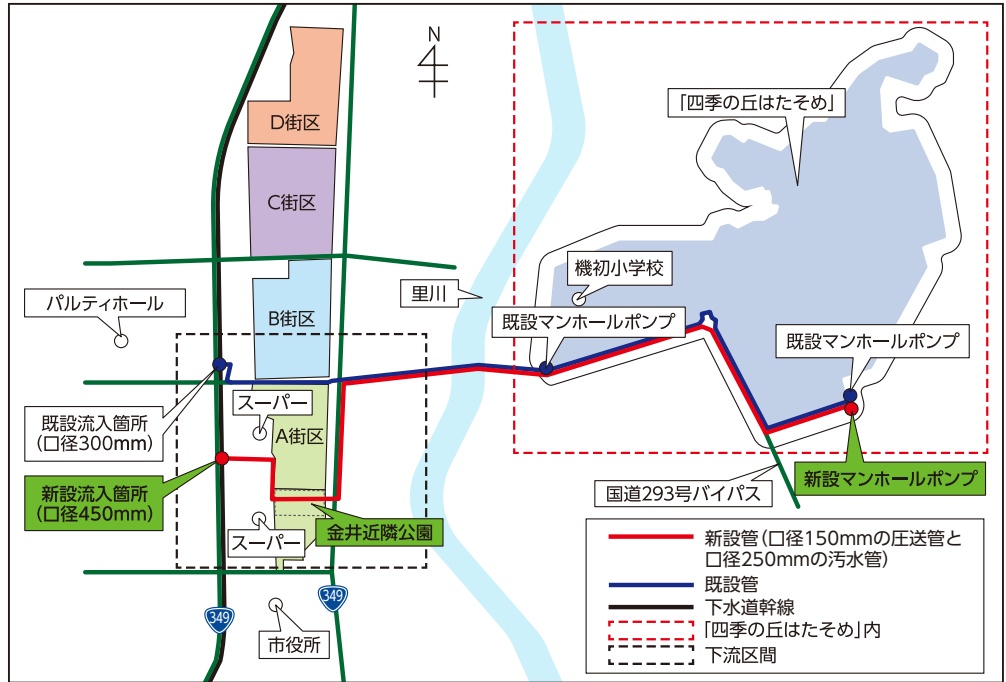 N
D街区
C街区
B街区
A街区
「四季の丘はたそめ」
機初小学校
里川
パルティホール
既設マンホールポンプ
既設マンホールポンプ
既設流入箇所
(口径300mm)
スーパー
新設流入箇所
(口径450mm)
スーパー
金井近隣公園
新設マンホールポンプ
国道293号バイパス
349
349
市役所
新設管(口径150mmの圧送管と
口径250mmの汚水管)
既設管
下水道幹線
「四季の丘はたそめ」内
下流区間